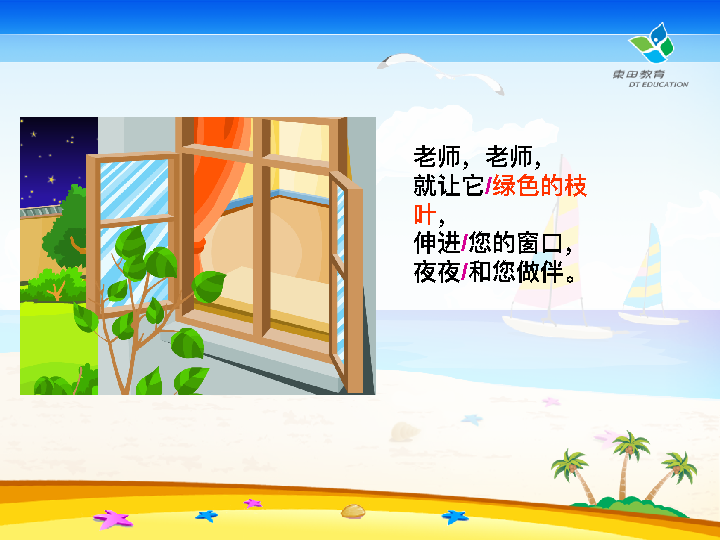 東田教育
DT EDUCATION
老师，老师，
就让它/绿色的枝
叶，
伸进/您的窗口，
夜夜/和您做伴。